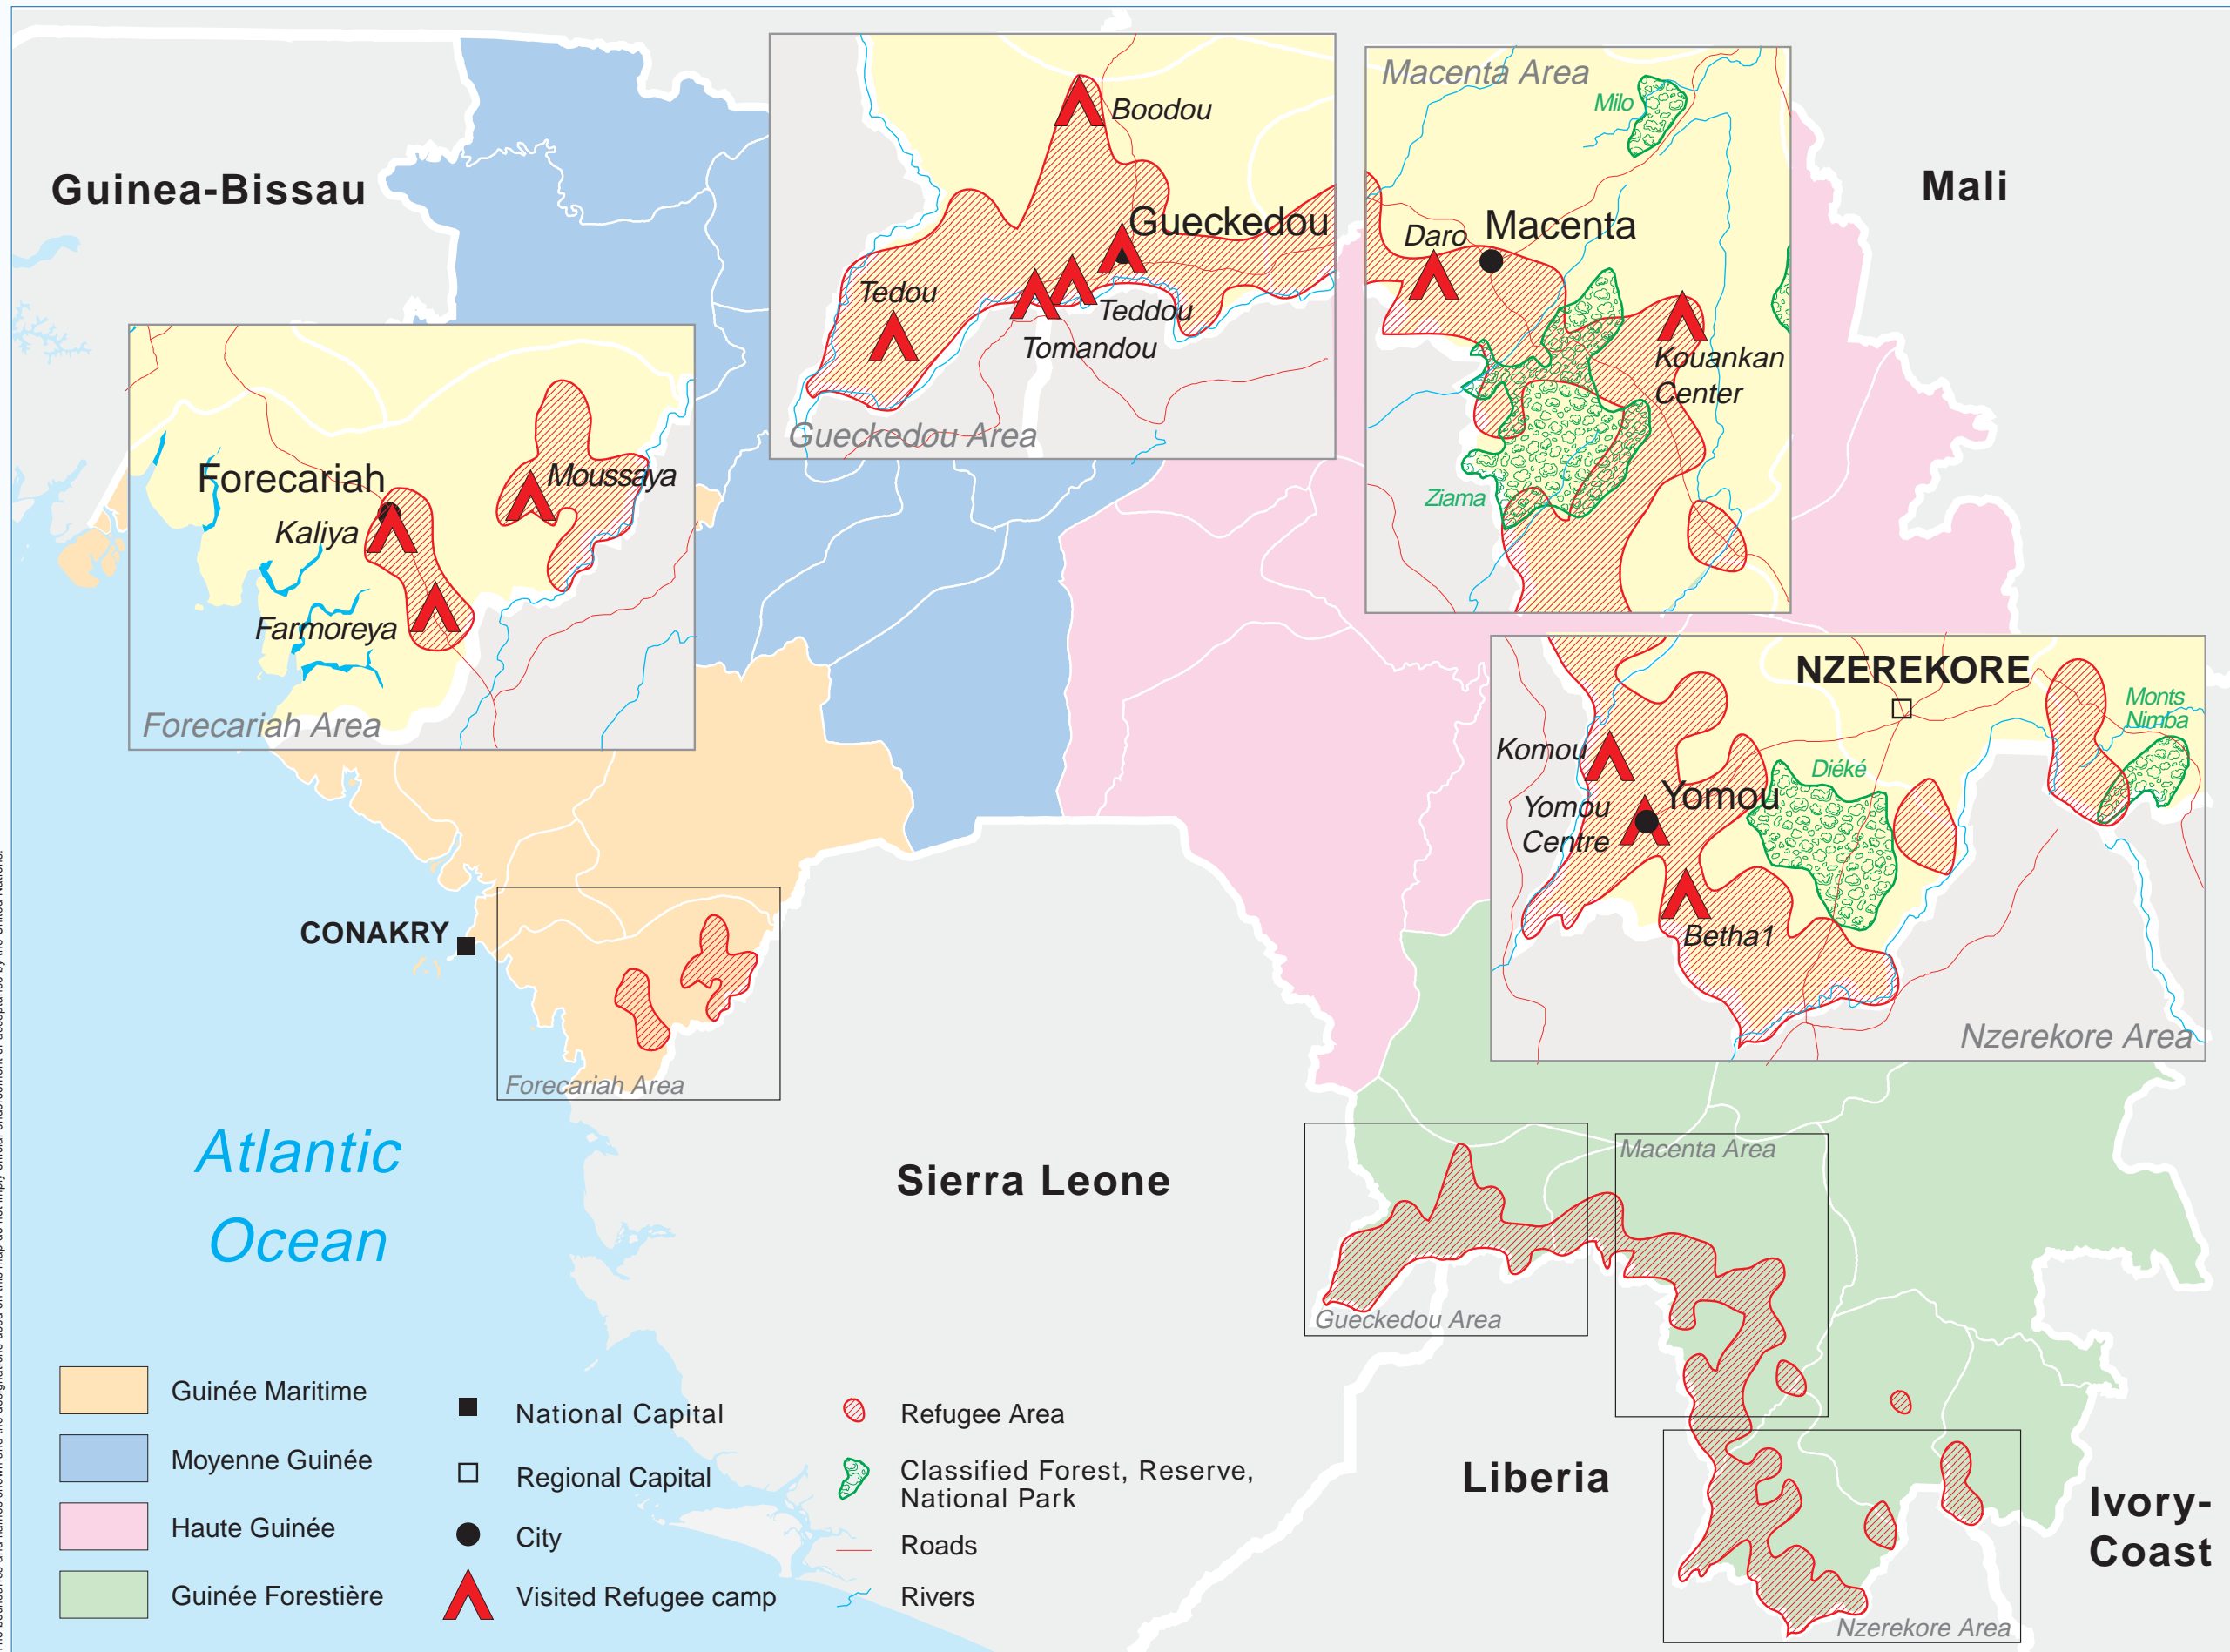 Guinea-Bissau
Mali
Boodou
Gueckedou
Tedou
Teddou
Tomandou
Gueckedou Area
Macenta Area
Milo
Daro
Macenta
Kouankan
Center
Ziama
Forecariah
Kaliya
Moussaya
Farmoreya
Forecariah Area
NZEREKORE
Monts
Nimba
Komou
Diéké
Yomou
Yomou
Centre
Betha1
Nzerekore Area
CONAKRY
Forecariah Area
Atlantic
Ocean
Sierra Leone
Macenta Area
Gueckedou Area
Liberia
Ivory-
Coast
Nzerekore Area
Guinée Maritime
Moyenne Guinée
Haute Guinée
Guinée Forestière
National Capital
Regional Capital
City
Visited Refugee camp
Refugee Area
Classified Forest, Reserve,
National Park
Roads
Rivers